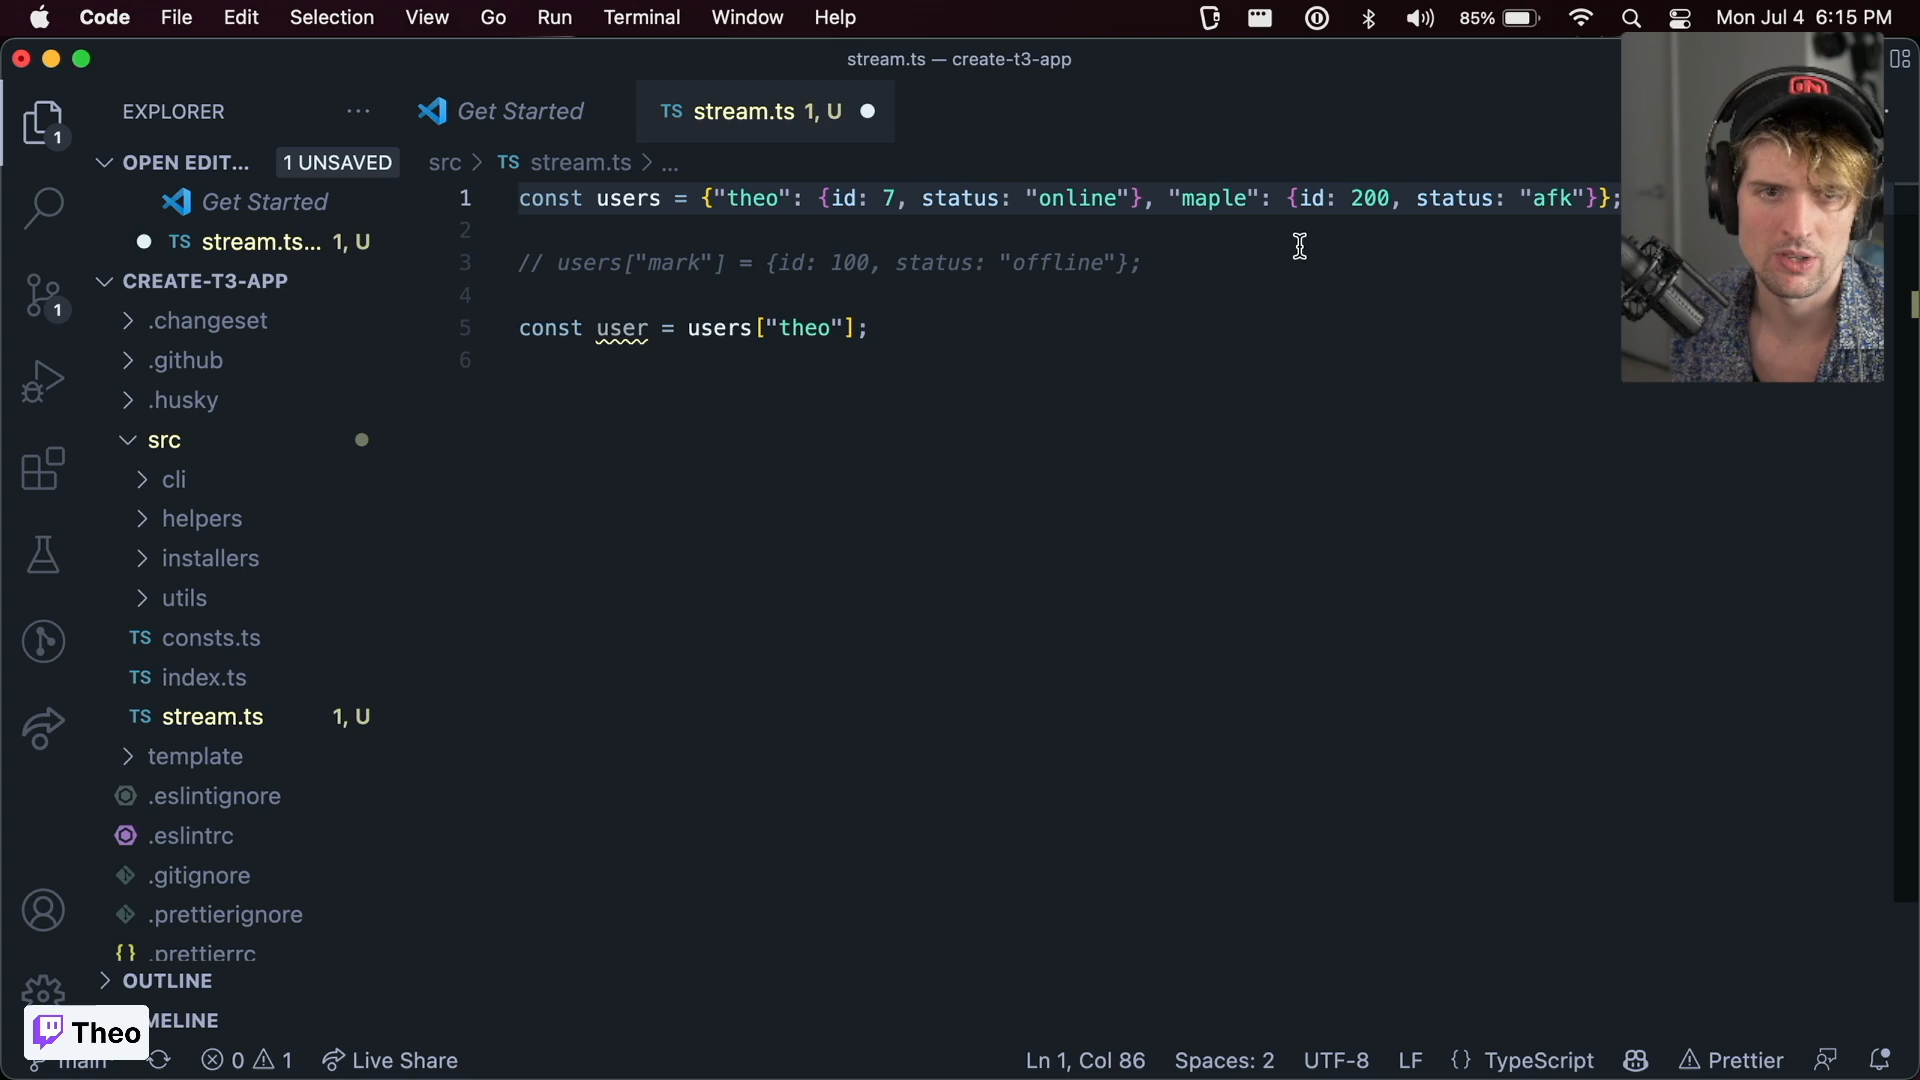 Code File Edit Selection View Go Run Terminal Window Help 85% Mon Jul 4 6:15 PM
stream.ts — create-t3-app
EXPLORER ...
Get Started
TS stream.ts 1, U
1
OPEN EDIT... 1 UNSAVED
src > TS stream.ts > ...
Get Started
TS stream.ts... 1, U
CREATE-T3-APP
.changeset
.github
.husky
src
cli
helpers
installers
utils
TS consts.ts
TS index.ts
TS stream.ts 1, U
template
.eslintignore
.eslintrc
.gitignore
.prettierignore
{} .prettierrc
OUTLINE
MELINE
1
1 const users = {"theo": {id: 7, status: "online"}, "maple": {id: 200, status: "afk"}};
2
3 // users["mark"] = {id: 100, status: "offline"};
4
5 const user = users["theo"];
6
Theo
main
0 1 Live Share Ln 1, Col 86 Spaces: 2 UTF-8 LF {} TypeScript Prettier